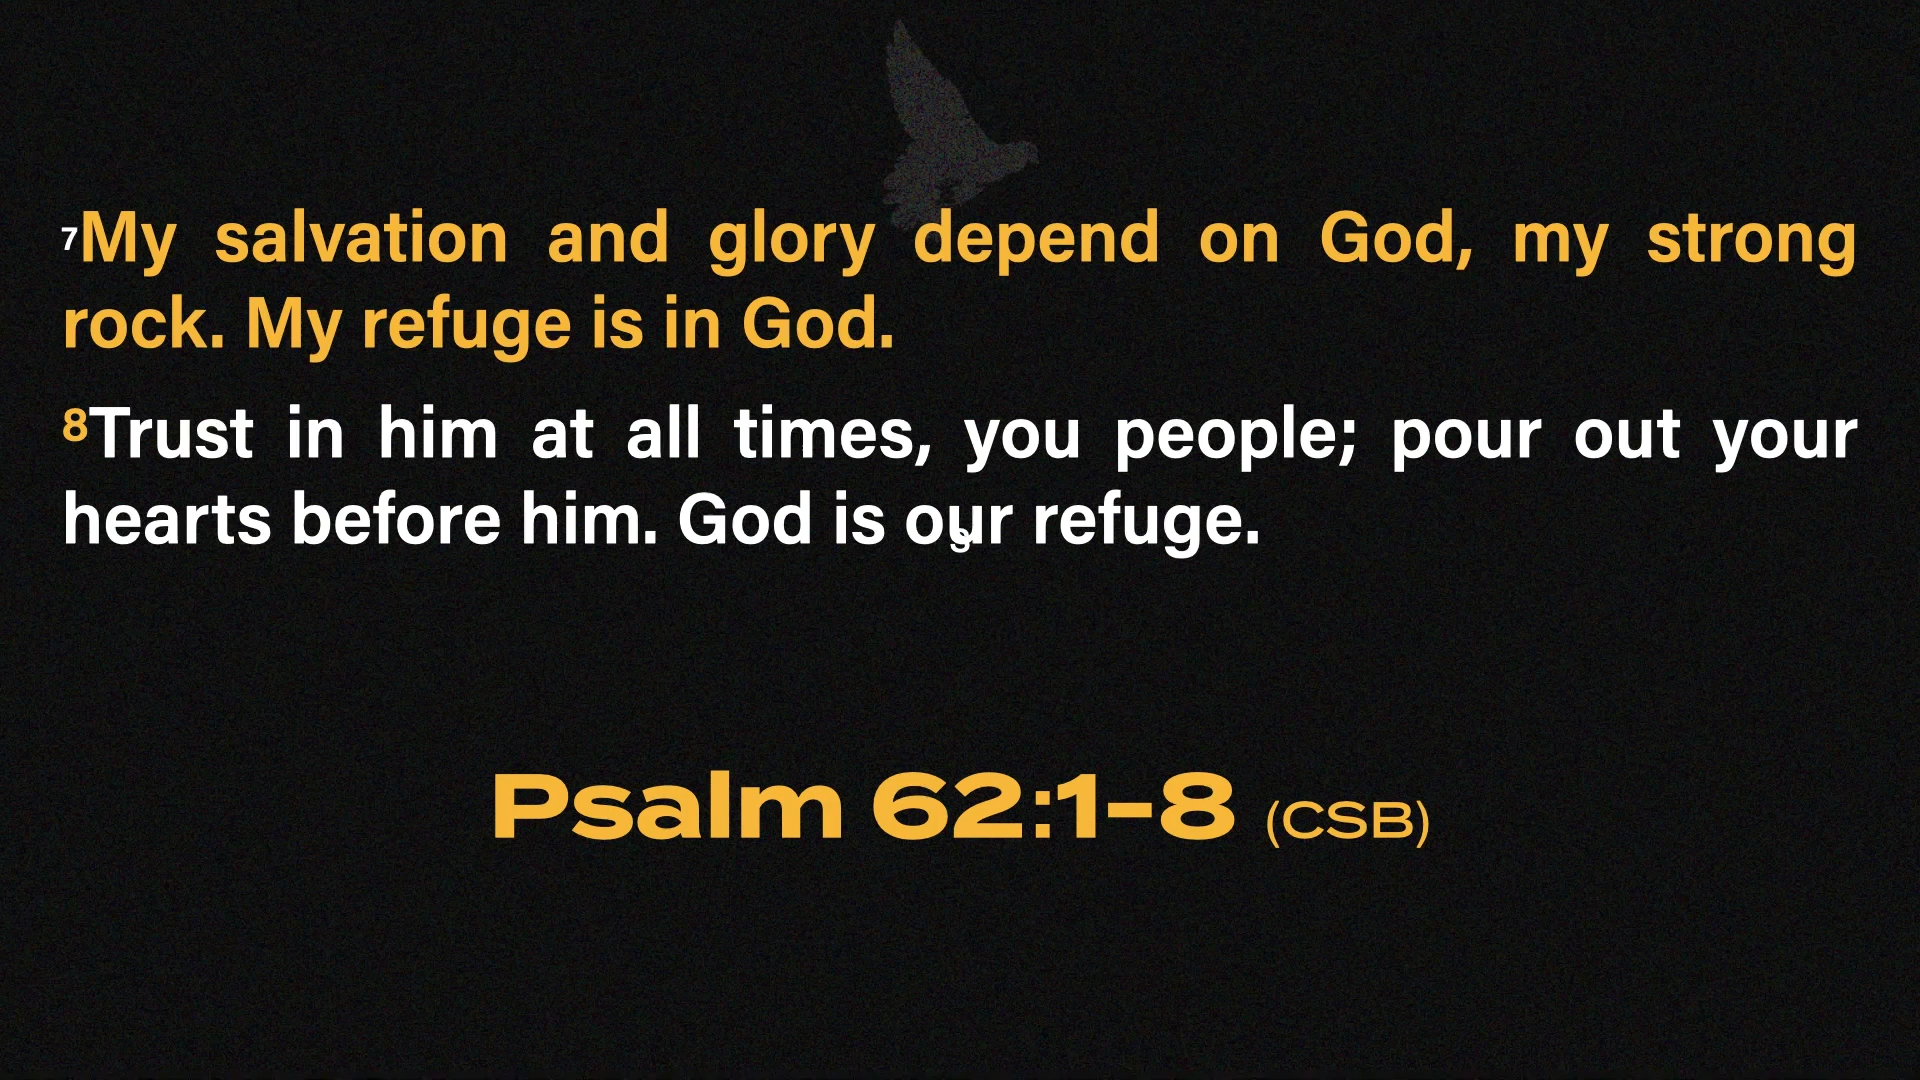 7My salvation and glory depend on God, my strong
rock. My refuge is in God.
8Trust in him at all times, you people; pour out your
hearts before him. God is our refuge.
Psalm 62:1–8 (CSB)